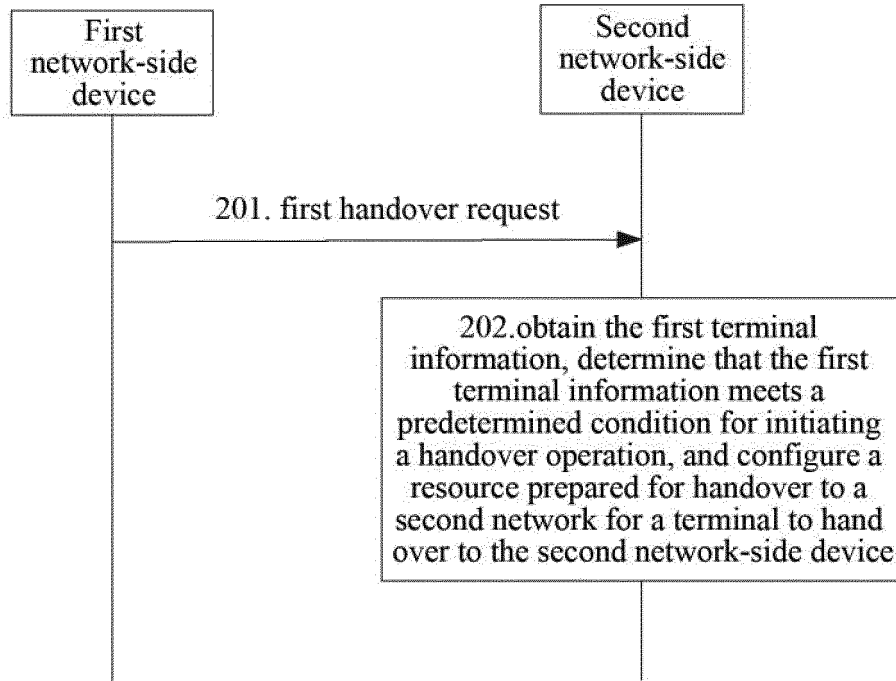 First
network-side
device
Second
network-side
device
201. first handover request
202.obtain the first terminal
information, determine that the first
terminal information meets a
predetermined condition for initiating
a handover operation, and configure a
resource prepared for handover to a
second network for a terminal to hand
over to the second network-side device